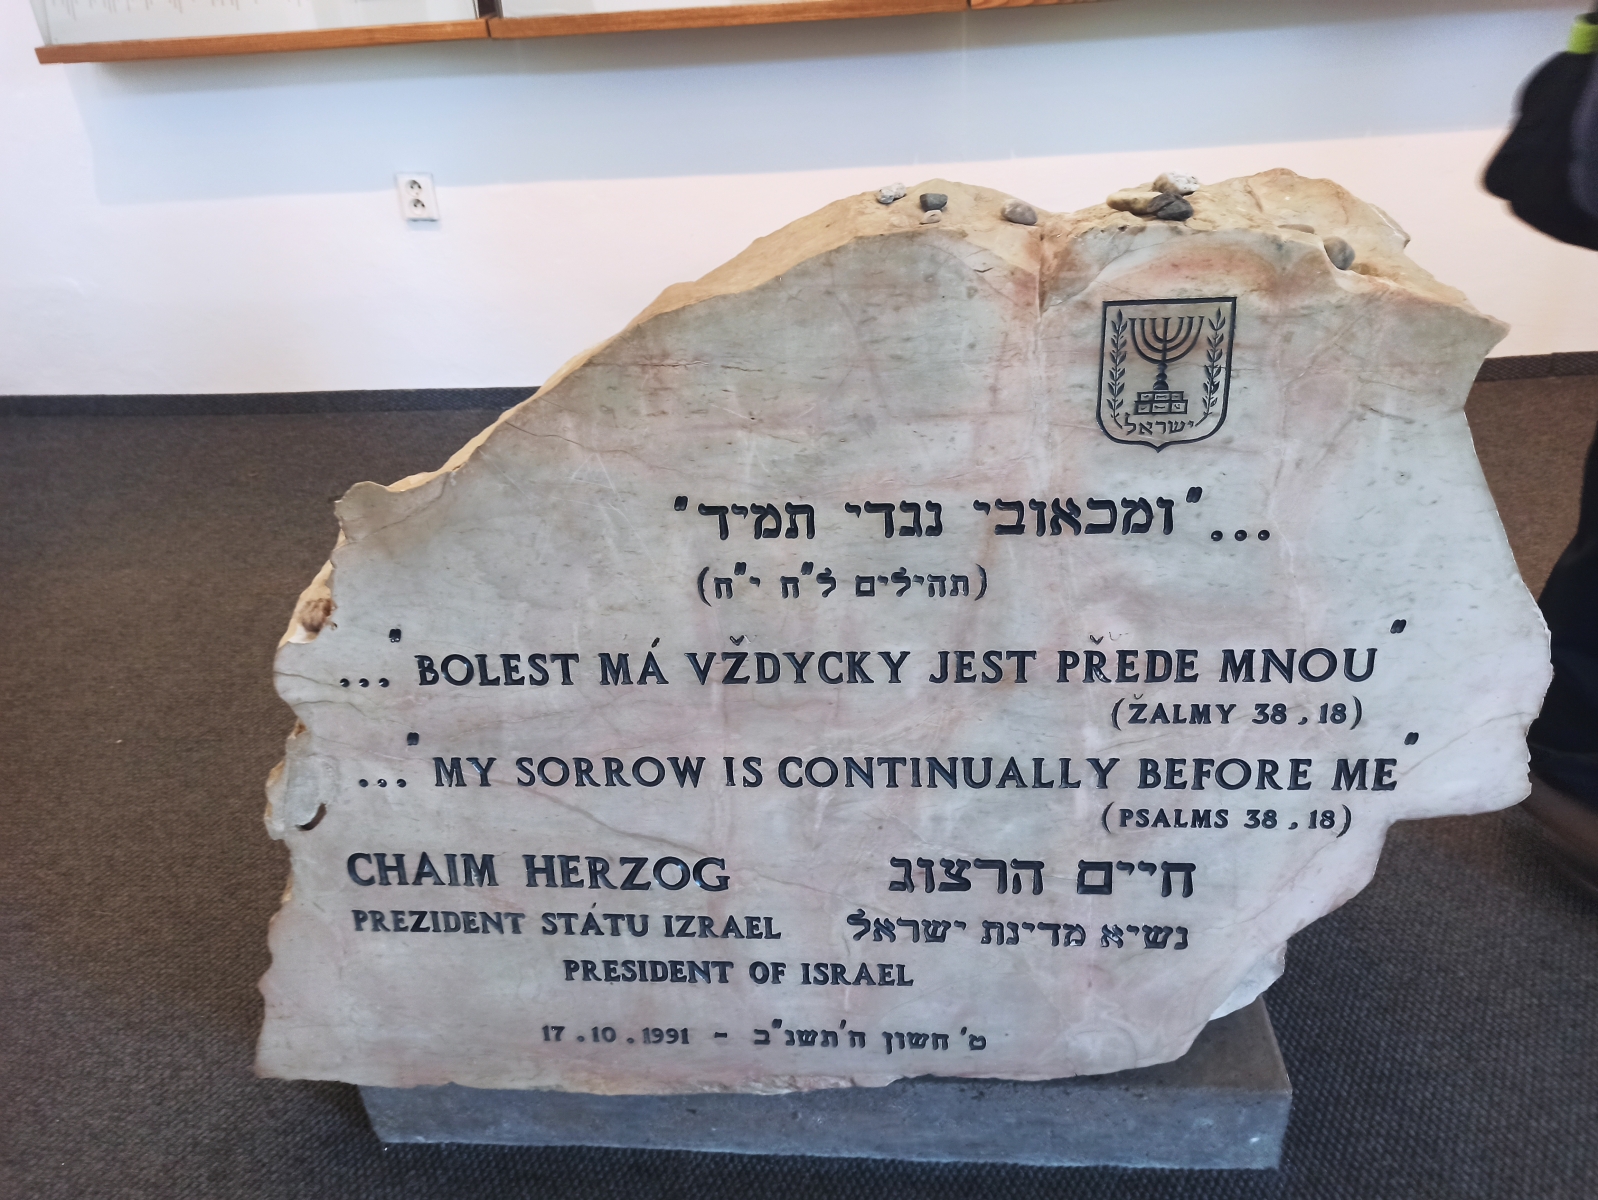 ישראל
..."ומכאובי נגדי תמיד"
(תהילים ל"ח י"ח)
..."BOLEST MÁ VŽDYCKY JEST PŘEDE MNOU"
(ŽALMY 38,18)
..."MY SORROW IS CONTINUALLY BEFORE ME"
(PSALMS 38,18)
CHAIM HERZOG חיים הרצוג
PREZIDENT STÁTU IZRAEL נשיא מדינת ישראל
PRESIDENT OF ISRAEL
17.10.1991 - ט' חשון ה'תשנ"ב